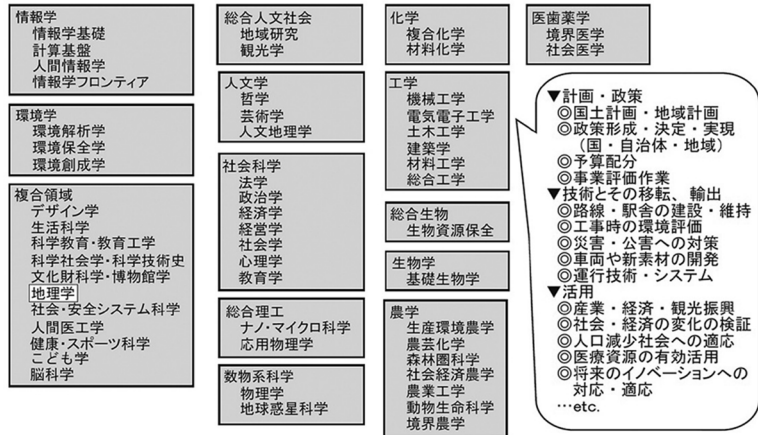 情報学
情報学基礎
計算基盤
人間情報学
情報学フロンティア
環境学
環境解析学
環境保全学
環境創成学
複合領域
デザイン学
生活科学
科学教育・教育工学
科学社会学・科学技術史
文化財科学・博物館学
地理学
社会・安全システム科学
人間医工学
健康・スポーツ科学
こども学
脳科学
総合人文社会
地域研究
観光学
人文学
哲学
芸術学
人文地理学
社会科学
法学
政治学
経済学
経営学
社会学
心理学
教育学
総合理工
ナノ・マイクロ科学
応用物理学
数物系科学
物理学
地球惑星科学
化学
複合化学
材料化学
工学
機械工学
電気電子工学
土木工学
建築学
材料工学
総合工学
総合生物
生物資源保全
生物学
基礎生物学
農学
生産環境農学
農芸化学
森林圏科学
社会経済農学
農業工学
動物生命科学
境界農学
医歯薬学
境界医学
社会医学
▼計画・政策
◎国土計画・地域計画
◎政策形成・決定・実現
（国・自治体・地域）
◎予算配分
◎事業評価作業
▼技術とその移転、輸出
◎路線・駅舎の建設・維持
◎工事時の環境評価
◎災害・公害への対策
◎車両や新素材の開発
◎運行技術・システム
▼活用
◎産業・経済・観光振興
◎社会・経済の変化の検証
◎人口減少社会への適応
◎医療資源の有効活用
◎将来のイノベーションへの
対応・適応
…etc.